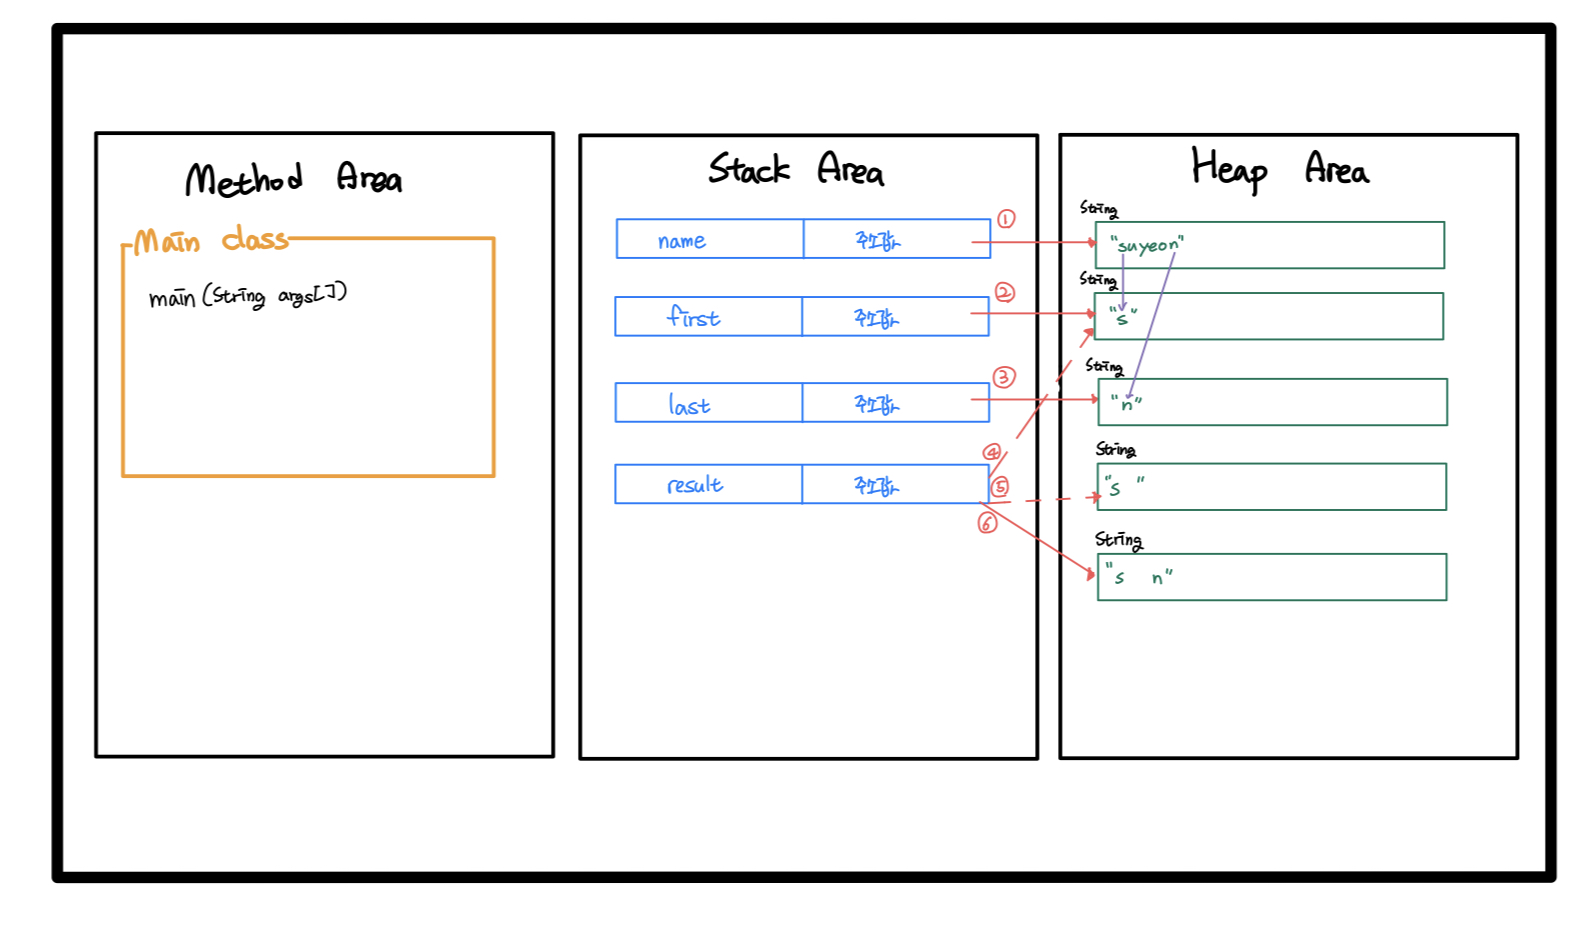 Method Area
Main class
main (String args[])
Stack Area
name 주소값
①
first 주소값
②
last 주소값
③
result 주소값
④
⑤
⑥
Heap Area
String
"suyeon"
String
"s"
String
"n"
String
"s "
String
"s n"